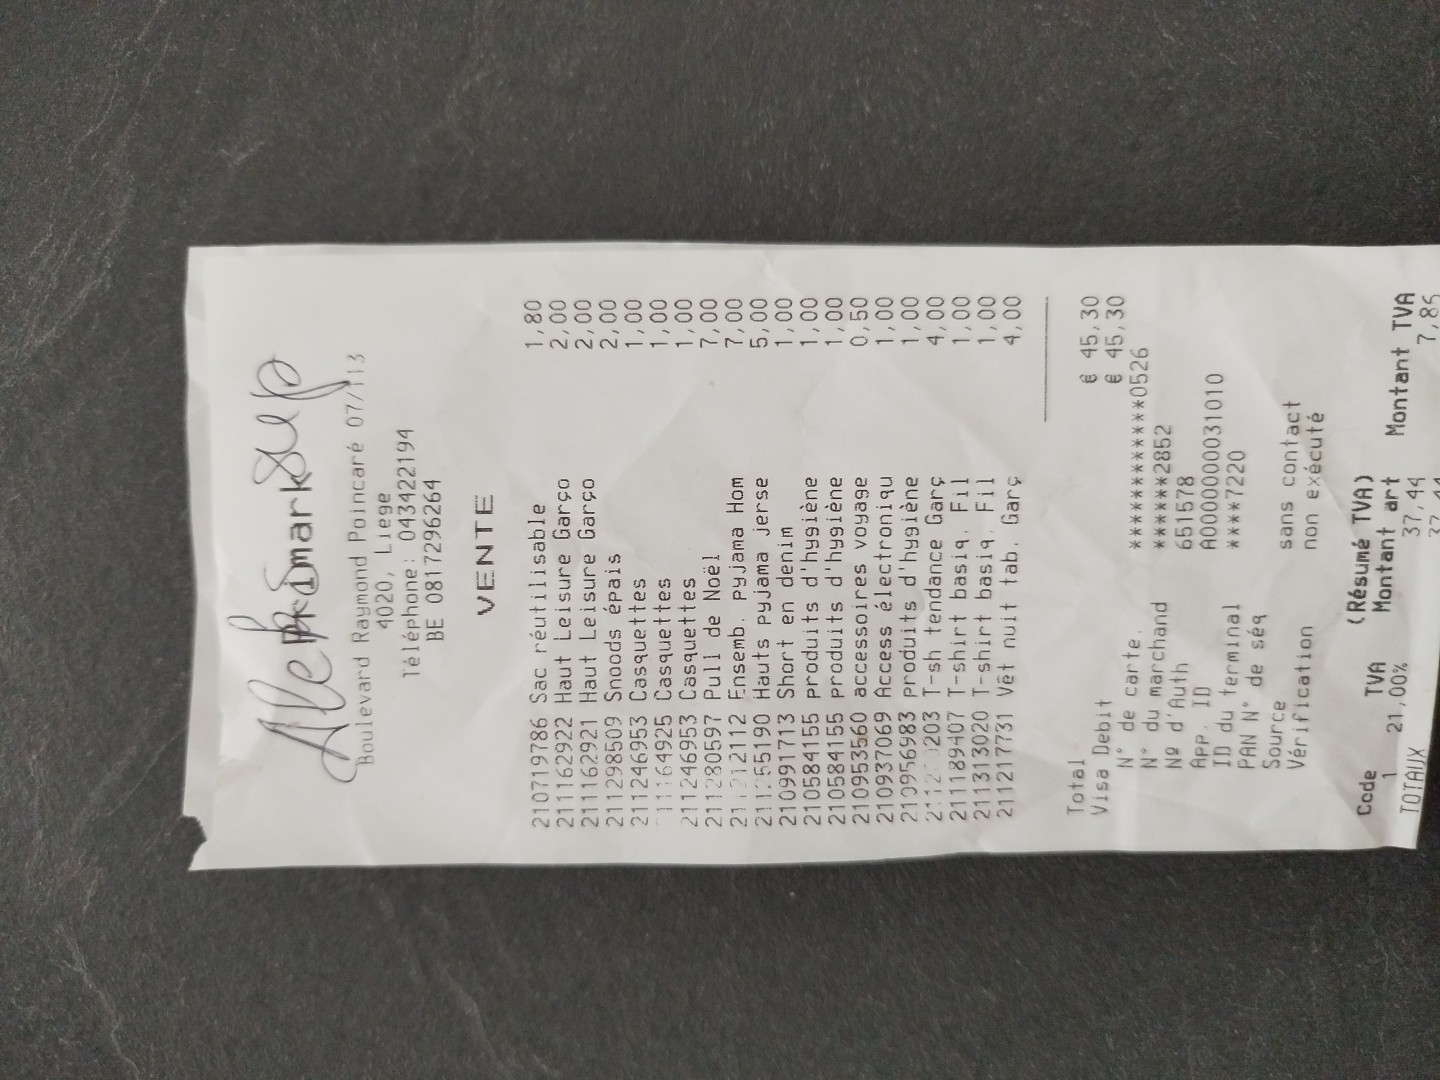 Primark
Boulevard Raymond Poincaré 07/113
4020, Liege
Téléphone: 043422194
BE 0817296264
VENTE
210719786 Sac réutilisable 1,80
211162922 Haut Leisure Garço 2,00
211162921 Haut Leisure Garço 2,00
211298509 Snoods épais 2,00
211246953 Casquettes 1,00
Casquettes 1,00
211246953 Casquettes 1,00
211280597 Pull de Noël 7,00
Ensemb. pyjama Hom 7,00
Hauts pyjama jerse 5,00
210991713 Short en denim 1,00
210584155 produits d'hygiène 1,00
210584155 produits d'hygiène 1,00
210953560 accessoires voyage 0,50
210937069 Access électroniqu 1,00
210956983 produits d'hygiène 1,00
T-sh tendance Garç 4,00
211189407 T-shirt basiq. Fil 1,00
211313020 T-shirt basiq. Fil 1,00
211217731 Vêt nuit tab. Garç 4,00
Total € 45,30
Visa Debit € 45,30
N° de carte. ************0526
N° du marchand *****2852
Nº d'Auth 651578
App. ID A0000000031010
ID du terminal ****7220
PAN N° de séq
Source sans contact
Vérification non exécuté
(Résumé TVA)
Code TVA Montant art Montant TVA
1 21,00% 37,44 7,86
TOTAUX 37,44